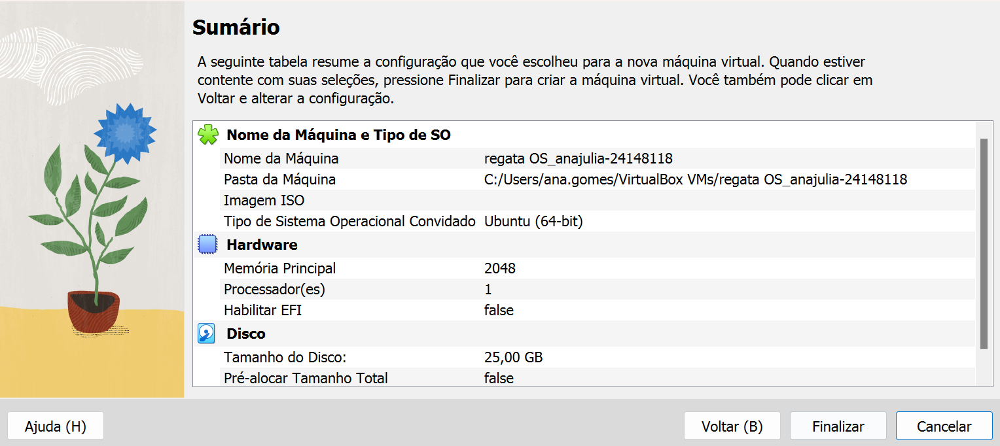 Sumário
A seguinte tabela resume a configuração que você escolheu para a nova máquina virtual. Quando estiver
contente com suas seleções, pressione Finalizar para criar a máquina virtual. Você também pode clicar em
Voltar e alterar a configuração.
Nome da Máquina e Tipo de SO
Nome da Máquina regata OS_anajulia-24148118
Pasta da Máquina C:/Users/ana.gomes/VirtualBox VMs/regata OS_anajulia-24148118
Imagem ISO
Tipo de Sistema Operacional Convidado Ubuntu (64-bit)
Hardware
Memória Principal 2048
Processador(es) 1
Habilitar EFI false
Disco
Tamanho do Disco: 25,00 GB
Pré-alocar Tamanho Total false
Ajuda (H) Voltar (B) Finalizar Cancelar